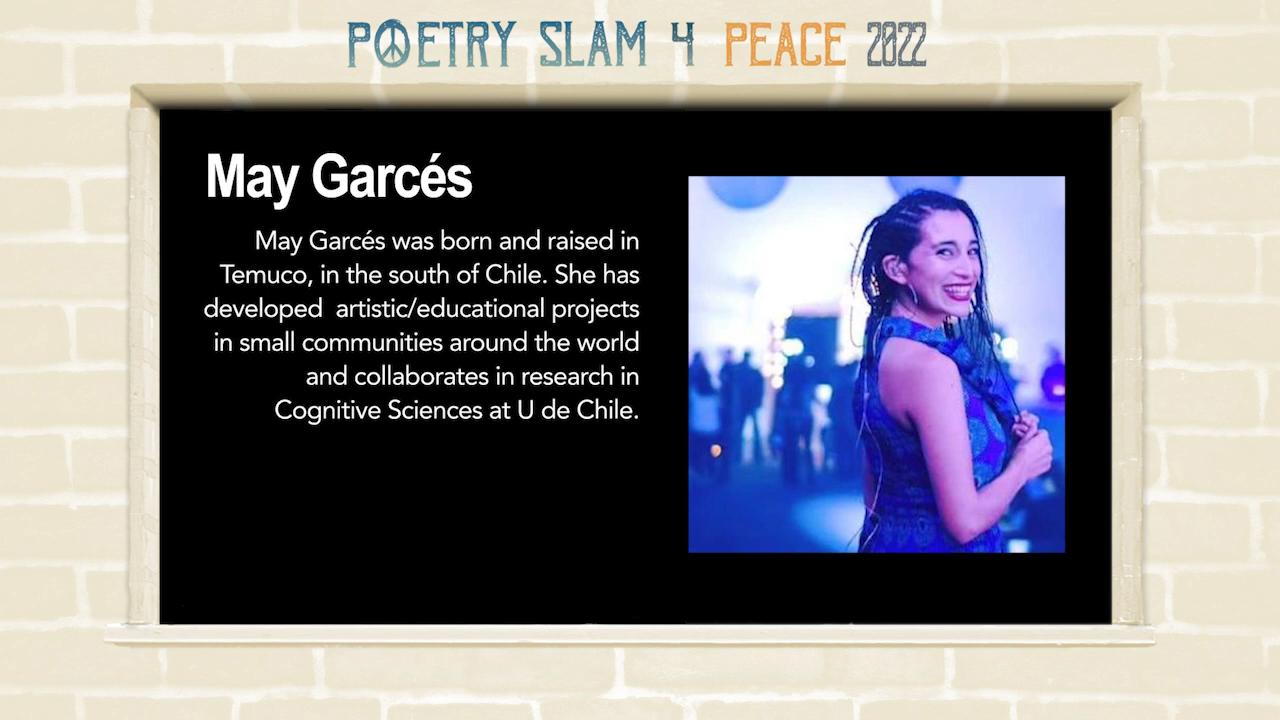 POETRY SLAM 4 PEACE 2022
May Garcés
May Garcés was born and raised in
Temuco, in the south of Chile. She has
developed  artistic/educational projects
in small communities around the world
and collaborates in research in
Cognitive Sciences at U de Chile.